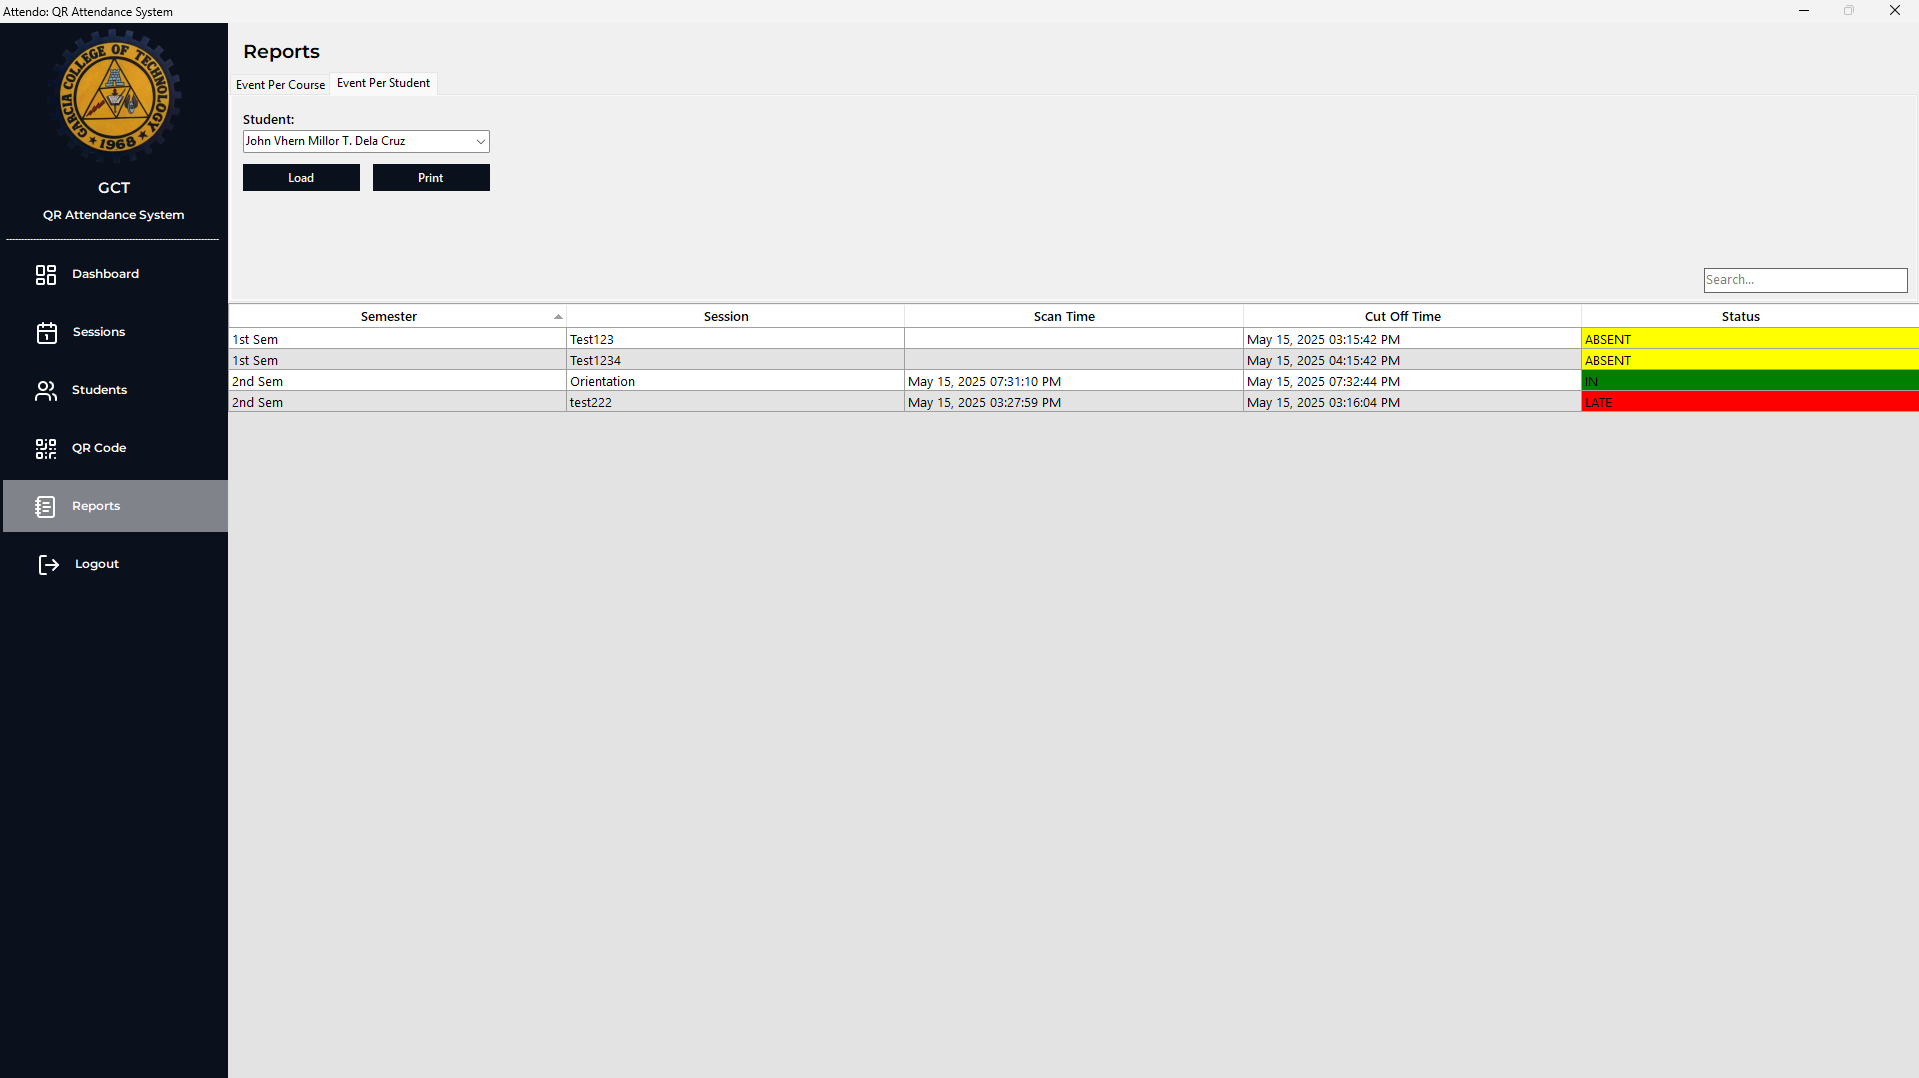 Attendo: QR Attendance System
GARCIA COLLEGE OF TECHNOLOGY
★ 1968 ★
GCT
QR Attendance System
Dashboard
Sessions
Students
QR Code
Reports
Logout
Reports
Event Per Course Event Per Student
Student:
John Vhern Millor T. Dela Cruz
Load Print
Search...
Semester Session Scan Time Cut Off Time Status
1st Sem Test123 May 15, 2025 03:15:42 PM ABSENT
1st Sem Test1234 May 15, 2025 04:15:42 PM ABSENT
2nd Sem Orientation May 15, 2025 07:31:10 PM May 15, 2025 07:32:44 PM IN
2nd Sem test222 May 15, 2025 03:27:59 PM May 15, 2025 03:16:04 PM LATE